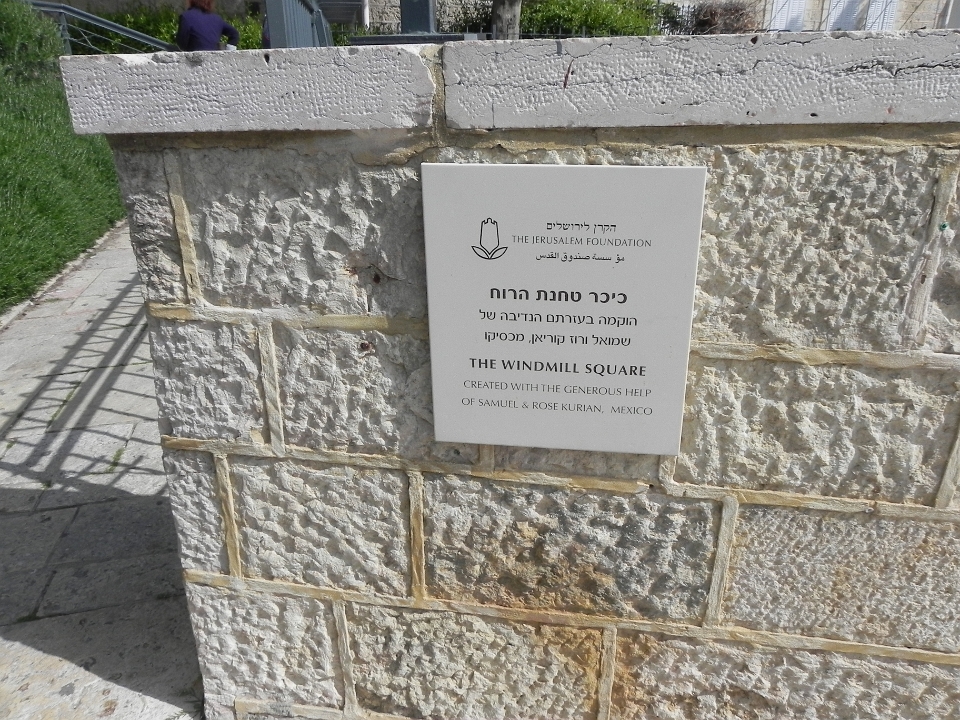 הקרן לירושלים
THE JERUSALEM FOUNDATION
مؤسسة صندوق القدس
כיכר טחנת הרוח
הוקמה בעזרתם הנדיבה של
שמואל ורוז קוריאן, מכסיקו
THE WINDMILL SQUARE
CREATED WITH THE GENEROUS HELP
OF SAMUEL & ROSE KURIAN, MEXICO